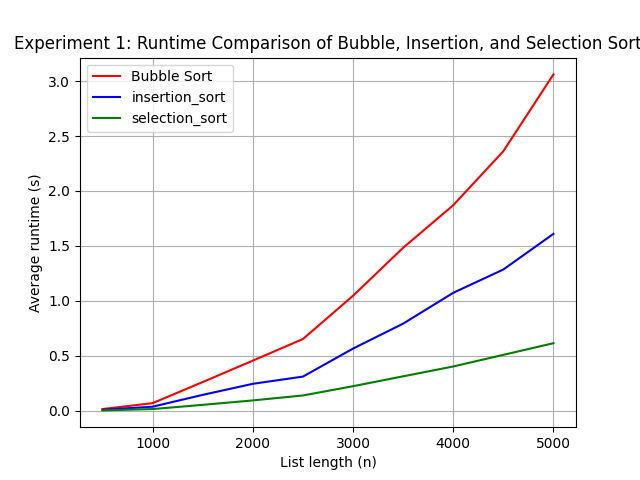 Experiment 1: Runtime Comparison of Bubble, Insertion, and Selection Sort
Bubble Sort
insertion_sort
selection_sort
Average runtime (s)
3.0
2.5
2.0
1.5
1.0
0.5
0.0
1000 2000 3000 4000 5000
List length (n)